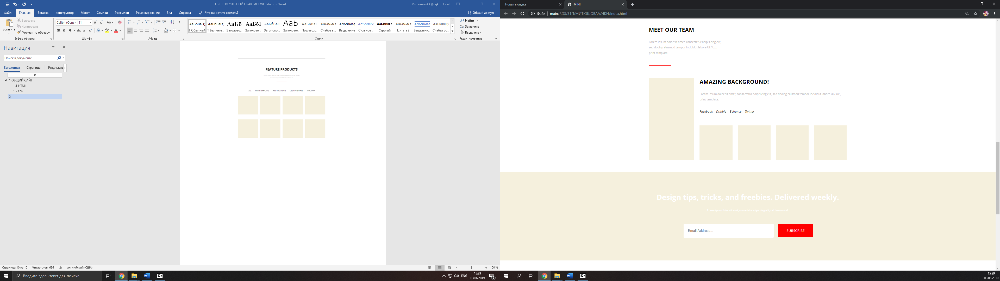 ОТЧЕТ ПО УЧЕБНОЙ ПРАКТИКЕ WEB.docx - Word
МитюшовАА@ngknn.local
Файл Главная Вставка Конструктор Макет Ссылки Рассылки Рецензирование Вид Справка Что вы хотите сделать? Общий доступ
Вставить
Вырезать
Копировать
Формат по образцу
Буфер обмена
Calibri (Осно 11
Aa
Ж К Ч abc x₂ x²
Шрифт
Абзац
АаБбВвГг, АаБбВвГг, АаБб АаБбІ АаБбВвГ АаЬ АаБбВвГ АаБбВвГг АаБбВвГг АаБбВвГг АаБбВвГг, АаБбВвГг АаБбВвГг ААБбВвГг
¶ Обычный ¶ Без инте... Заголово... Заголово... Заголово... Заголовок Подзагол... Слабое в... Выделение Сильное... Строгий Цитата 2 Выделенн... Слабая сс...
Стили
Найти
Заменить
Выделить
Редактирование
Навигация
Поиск в документе
Заголовки Страницы Результаты
1 ОБЩИЙ САЙТ
1.1 HTML
1.2 CSS
2
FEATURE PRODUCTS
ALL PRINT TEMPLANE WEB TREMPLATE USER INTERFACE MOCK-UP
Страница 10 из 10 Число слов: 686 английский (США) 100 %
Введите здесь текст для поиска
ENG
15:29
03.06.2019
6
Новая вкладка
MINI
Файл main/RDS/31П/МИТЮШОВАА/НКИ/index.html
MEET OUR TEAM
Lorem ipsum dolor sit amet, consectetur adipis cing elit,
sed dooing eiusmod tempor incididut labore Ui / Ux ,
print template.
AMAZING BACKGROUND!
Lorem ipsum dolor sit amet, consectetur adipis cing elit, sed dooing eiusmod tempor incididut labore Ui / Ux ,
print template.
Facebook Dribble Behance Twitter
Design tips, tricks, and freebies. Delivered weekly.
Email Address...
SUBSCRIBE
15:29
03.06.2019